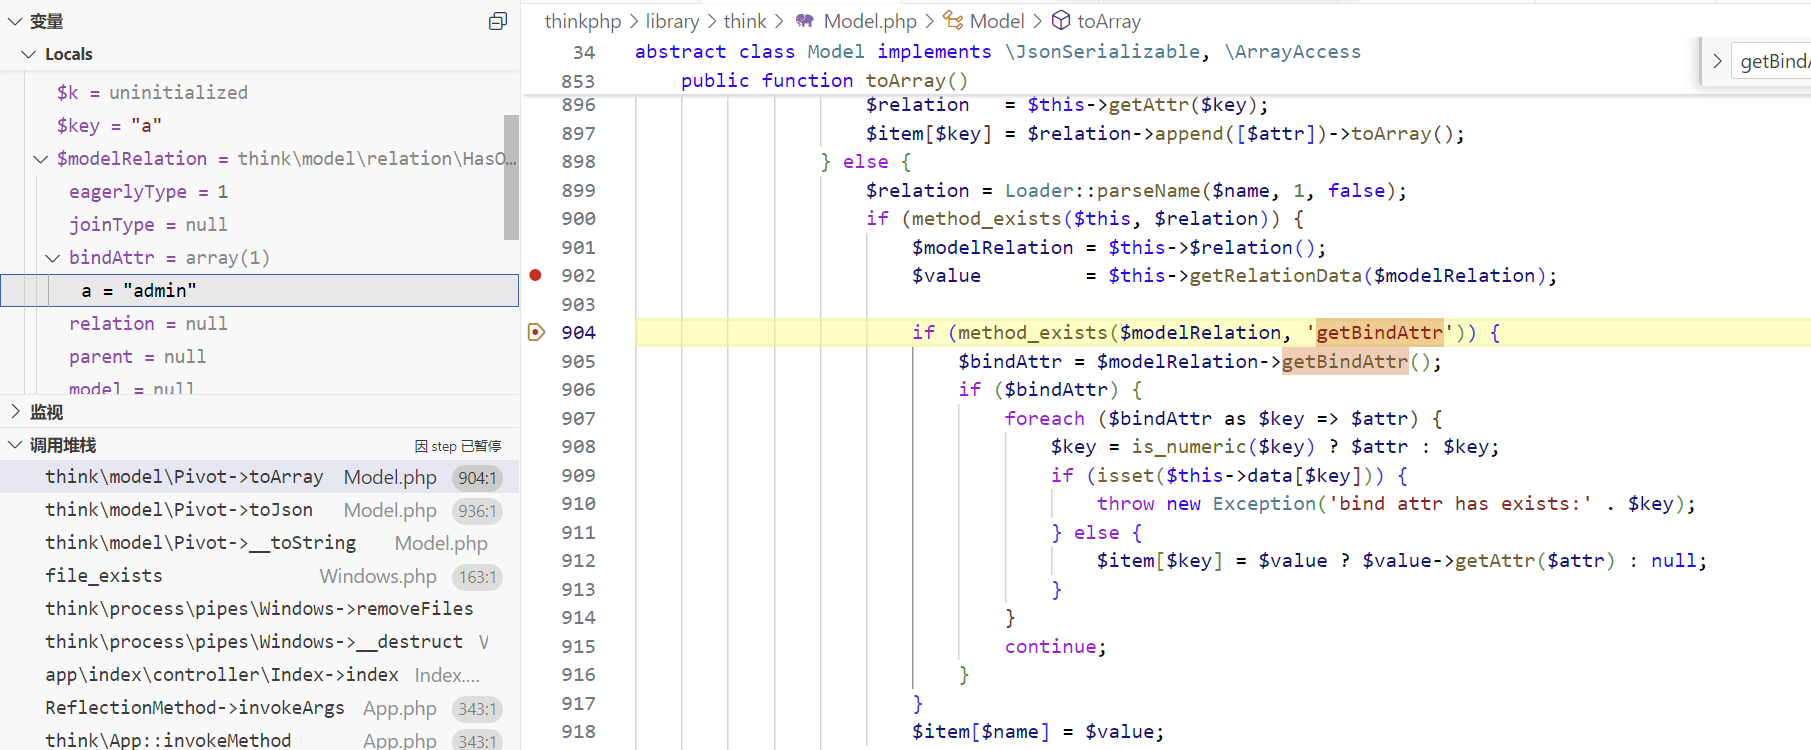 变量
Locals
$k = uninitialized
$key = "a"
$modelRelation = think\model\relation\HasO...
eagerlyType = 1
joinType = null
bindAttr = array(1)
a = "admin"
relation = null
parent = null
model = null
监视
调用堆栈 因 step 已暂停
think\model\Pivot->toArray Model.php 904:1
think\model\Pivot->toJson Model.php 936:1
think\model\Pivot->__toString Model.php
file_exists Windows.php 163:1
think\process\pipes\Windows->removeFiles
think\process\pipes\Windows->__destruct
app\index\controller\Index->index Index....
ReflectionMethod->invokeArgs App.php 343:1
think\App::invokeMethod App.php 343:1
thinkphp > library > think > Model.php > Model > toArray
34 abstract class Model implements \JsonSerializable, \ArrayAccess
853 public function toArray()
getBindA
896 $relation   = $this->getAttr($key);
897 $item[$key] = $relation->append([$attr])->toArray();
898 } else {
899 $relation = Loader::parseName($name, 1, false);
900 if (method_exists($this, $relation)) {
901 $modelRelation = $this->$relation();
902 $value         = $this->getRelationData($modelRelation);
903
904 if (method_exists($modelRelation, 'getBindAttr')) {
905 $bindAttr = $modelRelation->getBindAttr();
906 if ($bindAttr) {
907 foreach ($bindAttr as $key => $attr) {
908 $key = is_numeric($key) ? $attr : $key;
909 if (isset($this->data[$key])) {
910 throw new Exception('bind attr has exists:' . $key);
911 } else {
912 $item[$key] = $value ? $value->getAttr($attr) : null;
913 }
914 }
915 continue;
916 }
917 }
918 $item[$name] = $value;